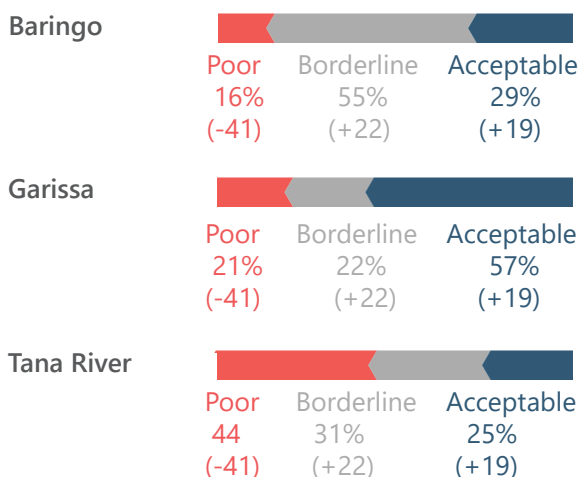 Baringo
Poor Borderline Acceptable
16% 55% 29%
(-41) (+22) (+19)
Garissa
Poor Borderline Acceptable
21% 22% 57%
(-41) (+22) (+19)
Tana River
Poor Borderline Acceptable
44 31% 25%
(-41) (+22) (+19)